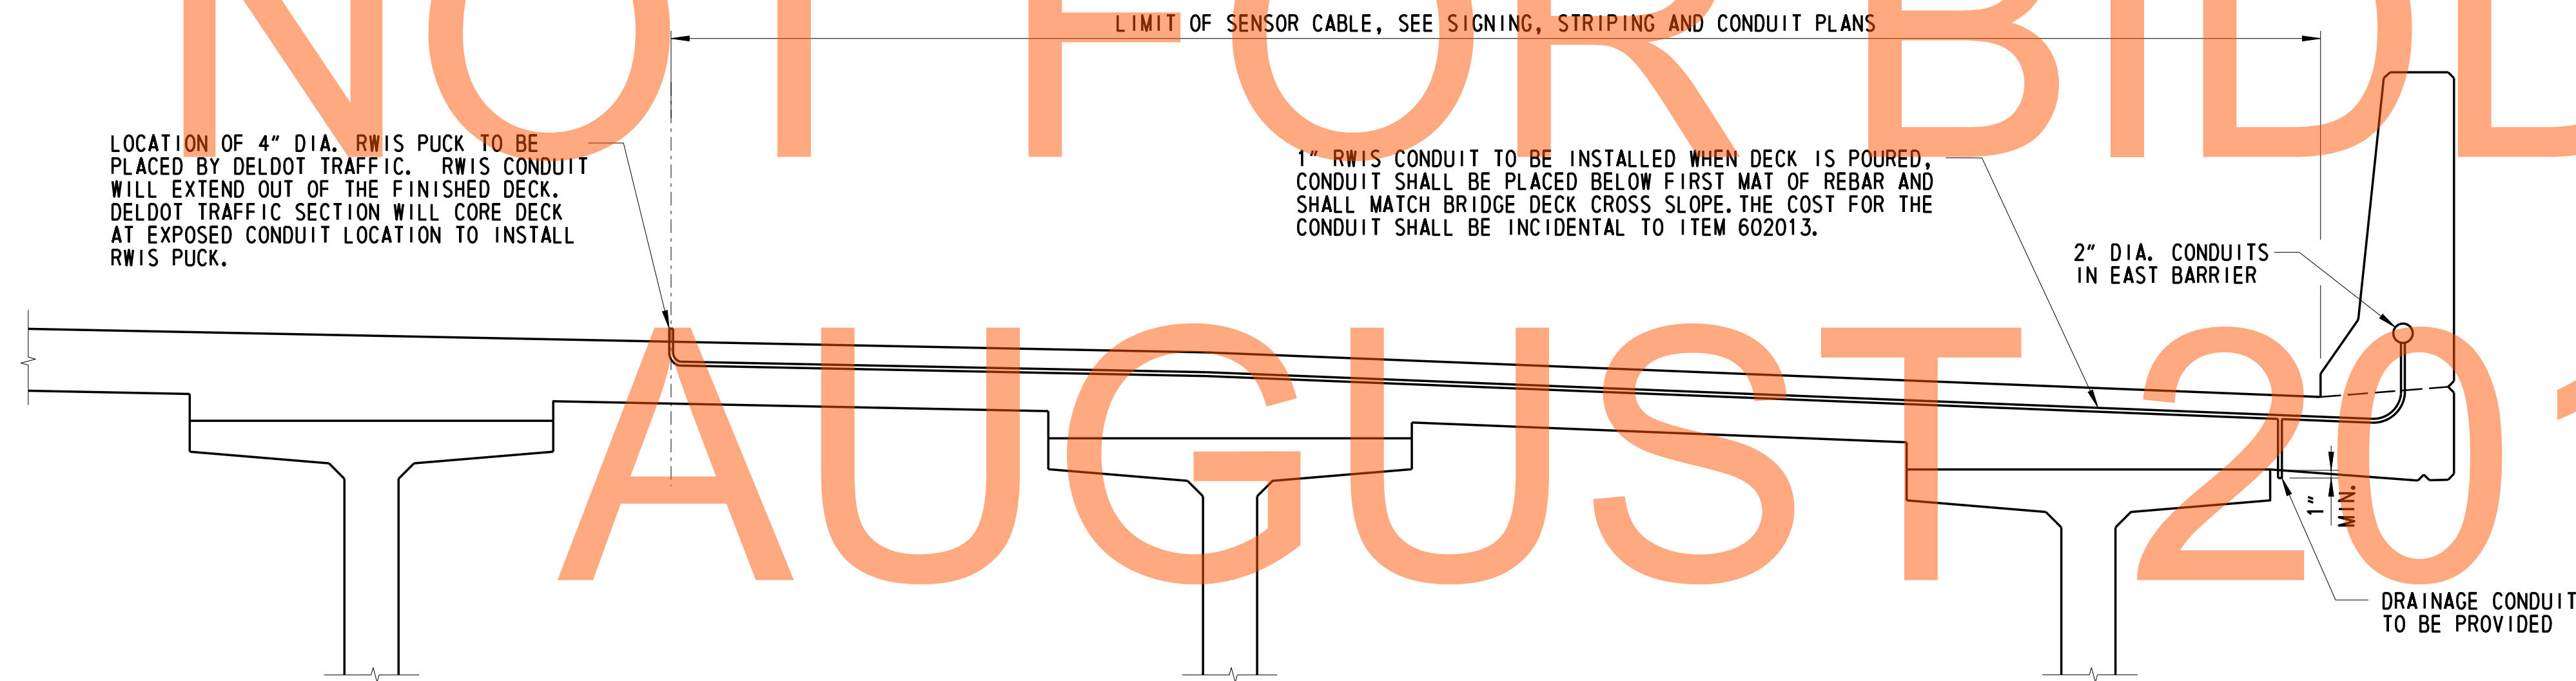 NOT FOR BIDD
LIMIT OF SENSOR CABLE, SEE SIGNING, STRIPING AND CONDUIT PLANS
LOCATION OF 4" DIA. RWIS PUCK TO BE
PLACED BY DELDOT TRAFFIC. RWIS CONDUIT
WILL EXTEND OUT OF THE FINISHED DECK.
DELDOT TRAFFIC SECTION WILL CORE DECK
AT EXPOSED CONDUIT LOCATION TO INSTALL
RWIS PUCK.
1" RWIS CONDUIT TO BE INSTALLED WHEN DECK IS POURED,
CONDUIT SHALL BE PLACED BELOW FIRST MAT OF REBAR AND
SHALL MATCH BRIDGE DECK CROSS SLOPE. THE COST FOR THE
CONDUIT SHALL BE INCIDENTAL TO ITEM 602013.
2" DIA. CONDUITS
IN EAST BARRIER
AUGUST 20
1"
MIN.
DRAINAGE CONDUIT
TO BE PROVIDED